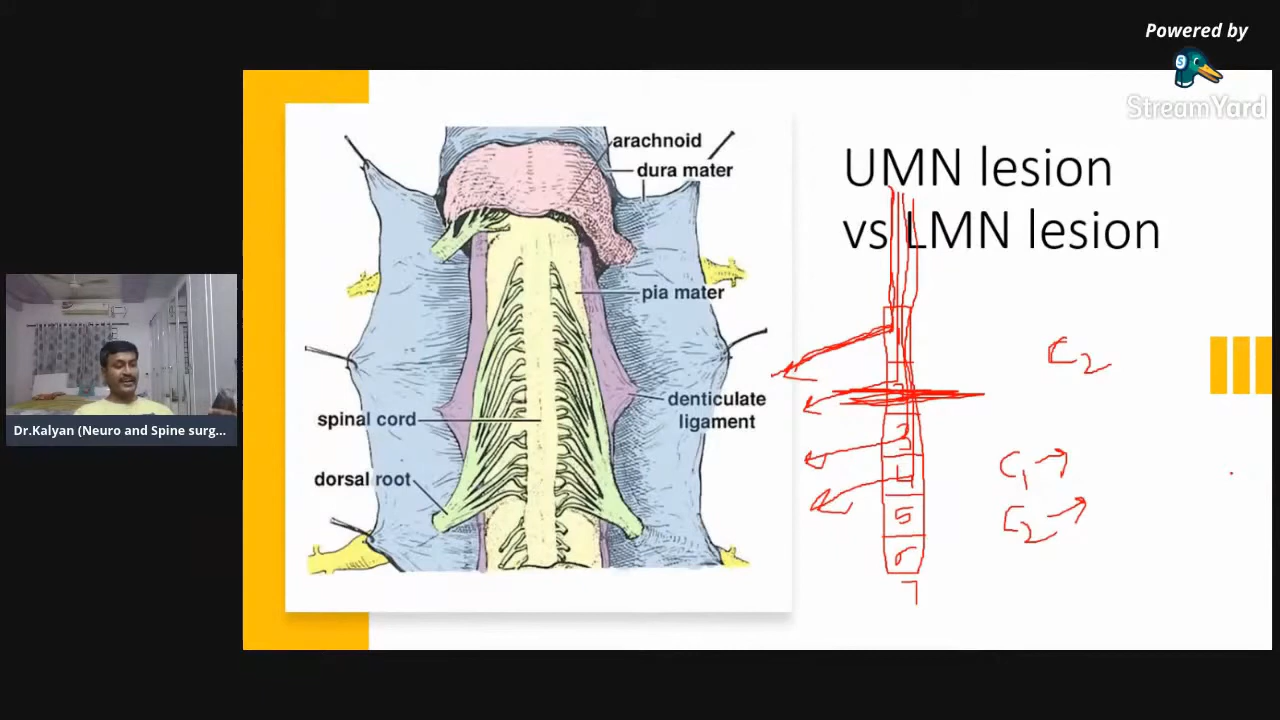 Powered by
StreamYard
arachnoid
dura mater
UMN lesion
vs LMN lesion
pia mater
C2
denticulate
ligament
spinal cord
C1
dorsal root
C2
5
6
7
Dr.Kalyan (Neuro and Spine surg...